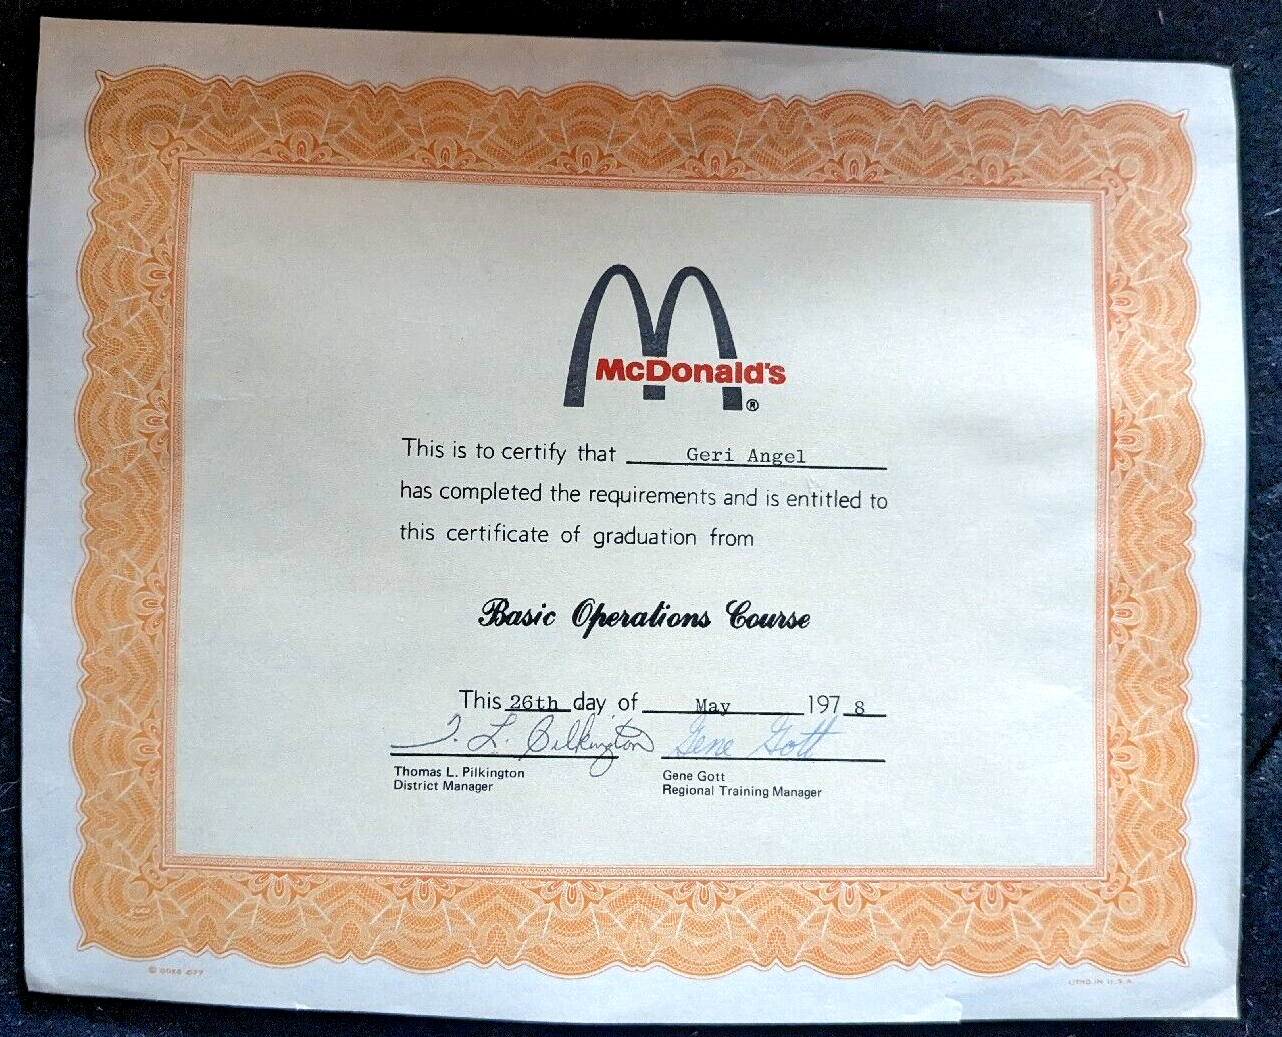 McDonald's
®
This is to certify that Geri Angel
has completed the requirements and is entitled to
this certificate of graduation from
Basic Operations Course
This 26th day of May 1978
T. L. Pilkington Gene Gott
Thomas L. Pilkington Gene Gott
District Manager Regional Training Manager
LITHO. IN U.S.A.